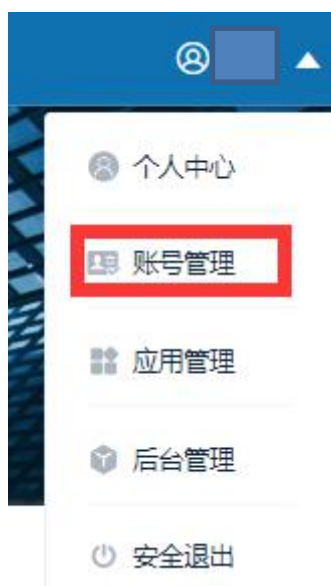 个人中心
账号管理
应用管理
后台管理
安全退出